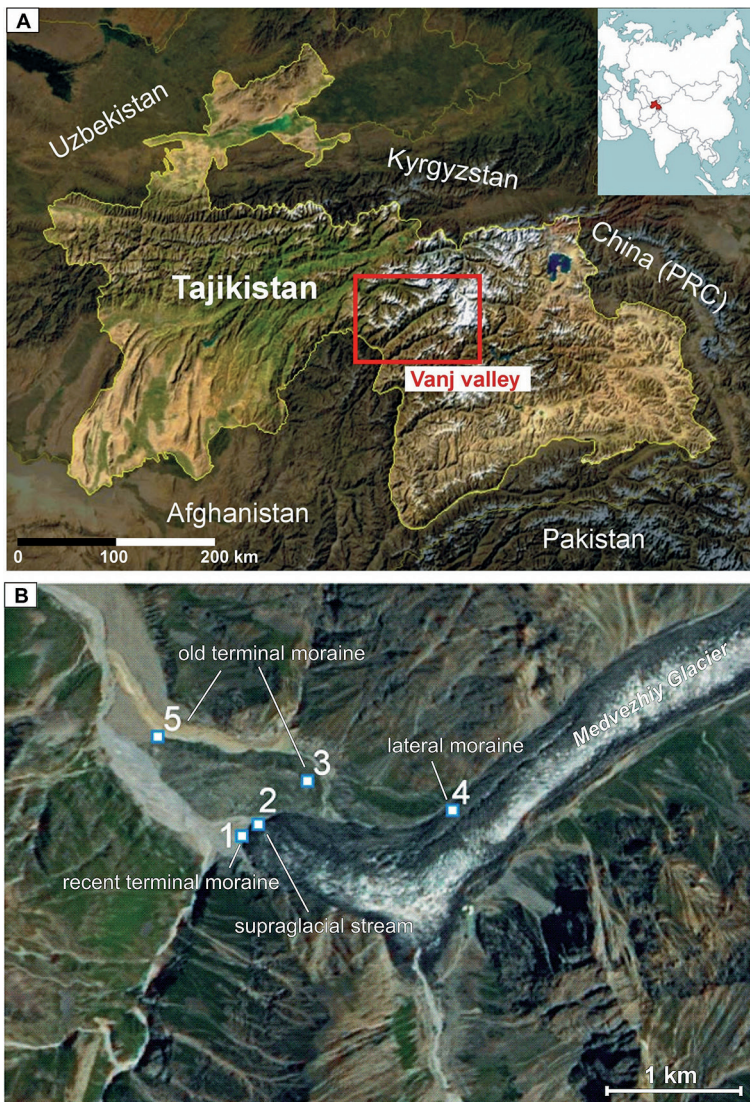 A
Uzbekistan
Kyrgyzstan
China (PRC)
Tajikistan
Vanj valley
Afghanistan
Pakistan
0 100 200 km
B
old terminal moraine
Medvezhiy Glacier
5
3
lateral moraine
4
2
1
recent terminal moraine
supraglacial stream
1 km